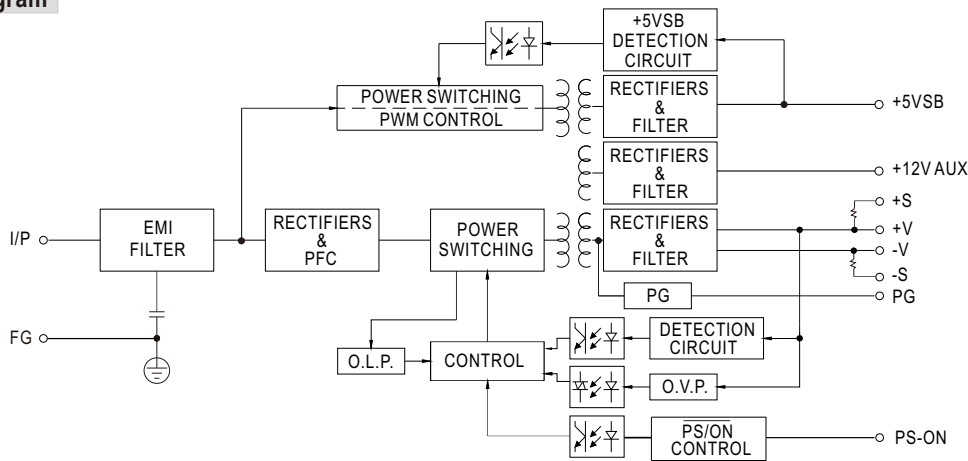 gram
+5VSB
DETECTION
CIRCUIT
POWER SWITCHING
PWM CONTROL
RECTIFIERS
&
FILTER
+5VSB
RECTIFIERS
&
FILTER
+12V AUX
I/P
EMI
FILTER
RECTIFIERS
&
PFC
POWER
SWITCHING
RECTIFIERS
&
FILTER
+S
+V
-V
-S
PG
PG
FG
O.L.P.
CONTROL
DETECTION
CIRCUIT
O.V.P.
PS/ON
CONTROL
PS-ON